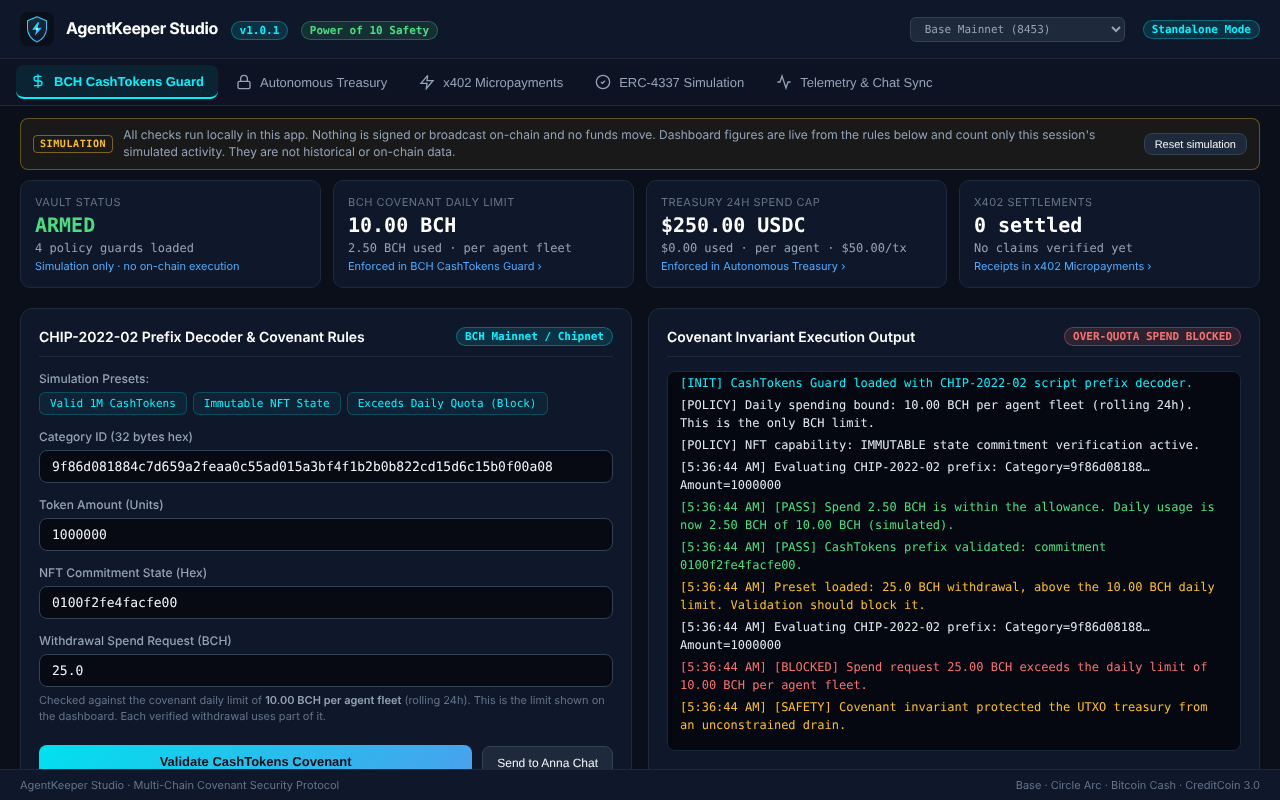 AgentKeeper Studio
v1.0.1
Power of 10 Safety
Base Mainnet (8453)
Standalone Mode
BCH CashTokens Guard
Autonomous Treasury
x402 Micropayments
ERC-4337 Simulation
Telemetry & Chat Sync
SIMULATION
All checks run locally in this app. Nothing is signed or broadcast on-chain and no funds move. Dashboard figures are live from the rules below and count only this session's
simulated activity. They are not historical or on-chain data.
Reset simulation
VAULT STATUS
ARMED
4 policy guards loaded
Simulation only · no on-chain execution
BCH COVENANT DAILY LIMIT
10.00 BCH
2.50 BCH used · per agent fleet
Enforced in BCH CashTokens Guard ›
TREASURY 24H SPEND CAP
$250.00 USDC
$0.00 used · per agent · $50.00/tx
Enforced in Autonomous Treasury ›
X402 SETTLEMENTS
0 settled
No claims verified yet
Receipts in x402 Micropayments ›
CHIP-2022-02 Prefix Decoder & Covenant Rules
BCH Mainnet / Chipnet
Simulation Presets:
Valid 1M CashTokens
Immutable NFT State
Exceeds Daily Quota (Block)
Category ID (32 bytes hex)
9f86d081884c7d659a2feaa0c55ad015a3bf4f1b2b0b822cd15d6c15b0f00a08
Token Amount (Units)
1000000
NFT Commitment State (Hex)
0100f2fe4facfe00
Withdrawal Spend Request (BCH)
25.0
Checked against the covenant daily limit of 10.00 BCH per agent fleet (rolling 24h). This is the limit shown on
the dashboard. Each verified withdrawal uses part of it.
Validate CashTokens Covenant
Send to Anna Chat
Covenant Invariant Execution Output
OVER-QUOTA SPEND BLOCKED
[INIT] CashTokens Guard loaded with CHIP-2022-02 script prefix decoder.
[POLICY] Daily spending bound: 10.00 BCH per agent fleet (rolling 24h).
This is the only BCH limit.
[POLICY] NFT capability: IMMUTABLE state commitment verification active.
[5:36:44 AM] Evaluating CHIP-2022-02 prefix: Category=9f86d08188…
Amount=1000000
[5:36:44 AM] [PASS] Spend 2.50 BCH is within the allowance. Daily usage is
now 2.50 BCH of 10.00 BCH (simulated).
[5:36:44 AM] [PASS] CashTokens prefix validated: commitment
0100f2fe4facfe00.
[5:36:44 AM] Preset loaded: 25.0 BCH withdrawal, above the 10.00 BCH daily
limit. Validation should block it.
[5:36:44 AM] Evaluating CHIP-2022-02 prefix: Category=9f86d08188…
Amount=1000000
[5:36:44 AM] [BLOCKED] Spend request 25.00 BCH exceeds the daily limit of
10.00 BCH per agent fleet.
[5:36:44 AM] [SAFETY] Covenant invariant protected the UTXO treasury from
an unconstrained drain.
AgentKeeper Studio · Multi-Chain Covenant Security Protocol
Base · Circle Arc · Bitcoin Cash · CreditCoin 3.0